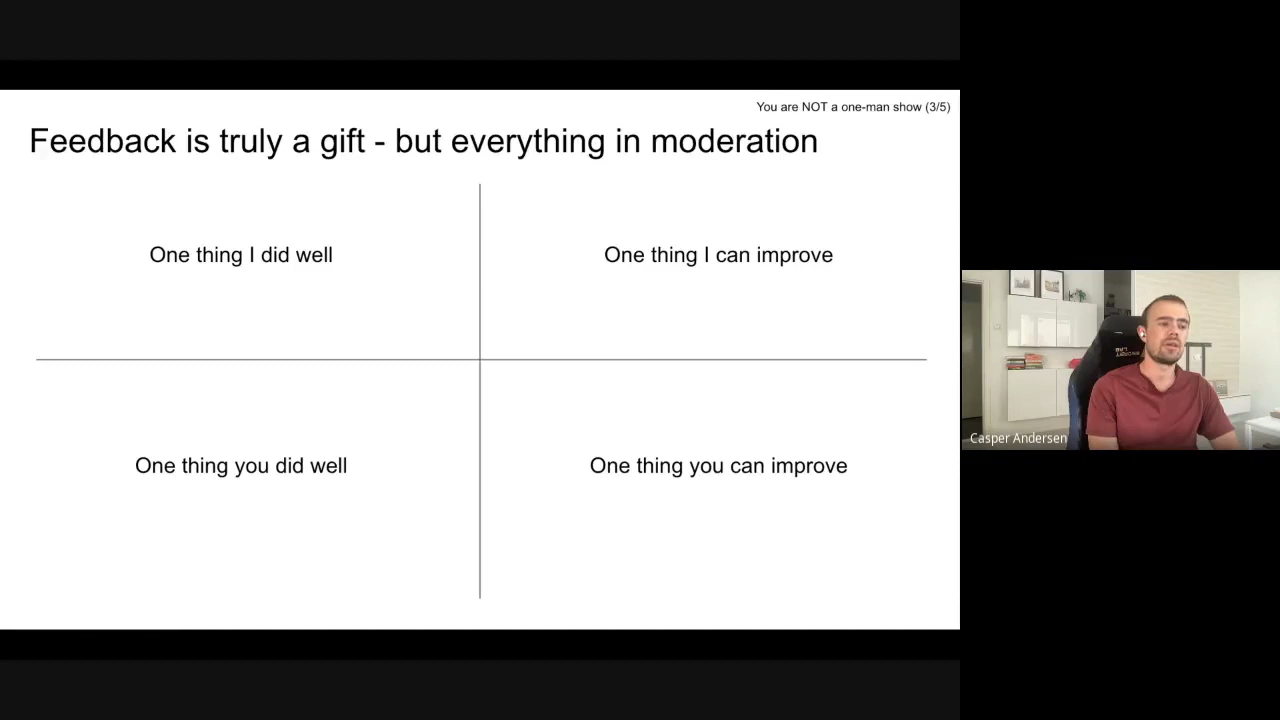 You are NOT a one-man show (3/5)
Feedback is truly a gift - but everything in moderation
One thing I did well
One thing I can improve
One thing you did well
One thing you can improve
Casper Andersen